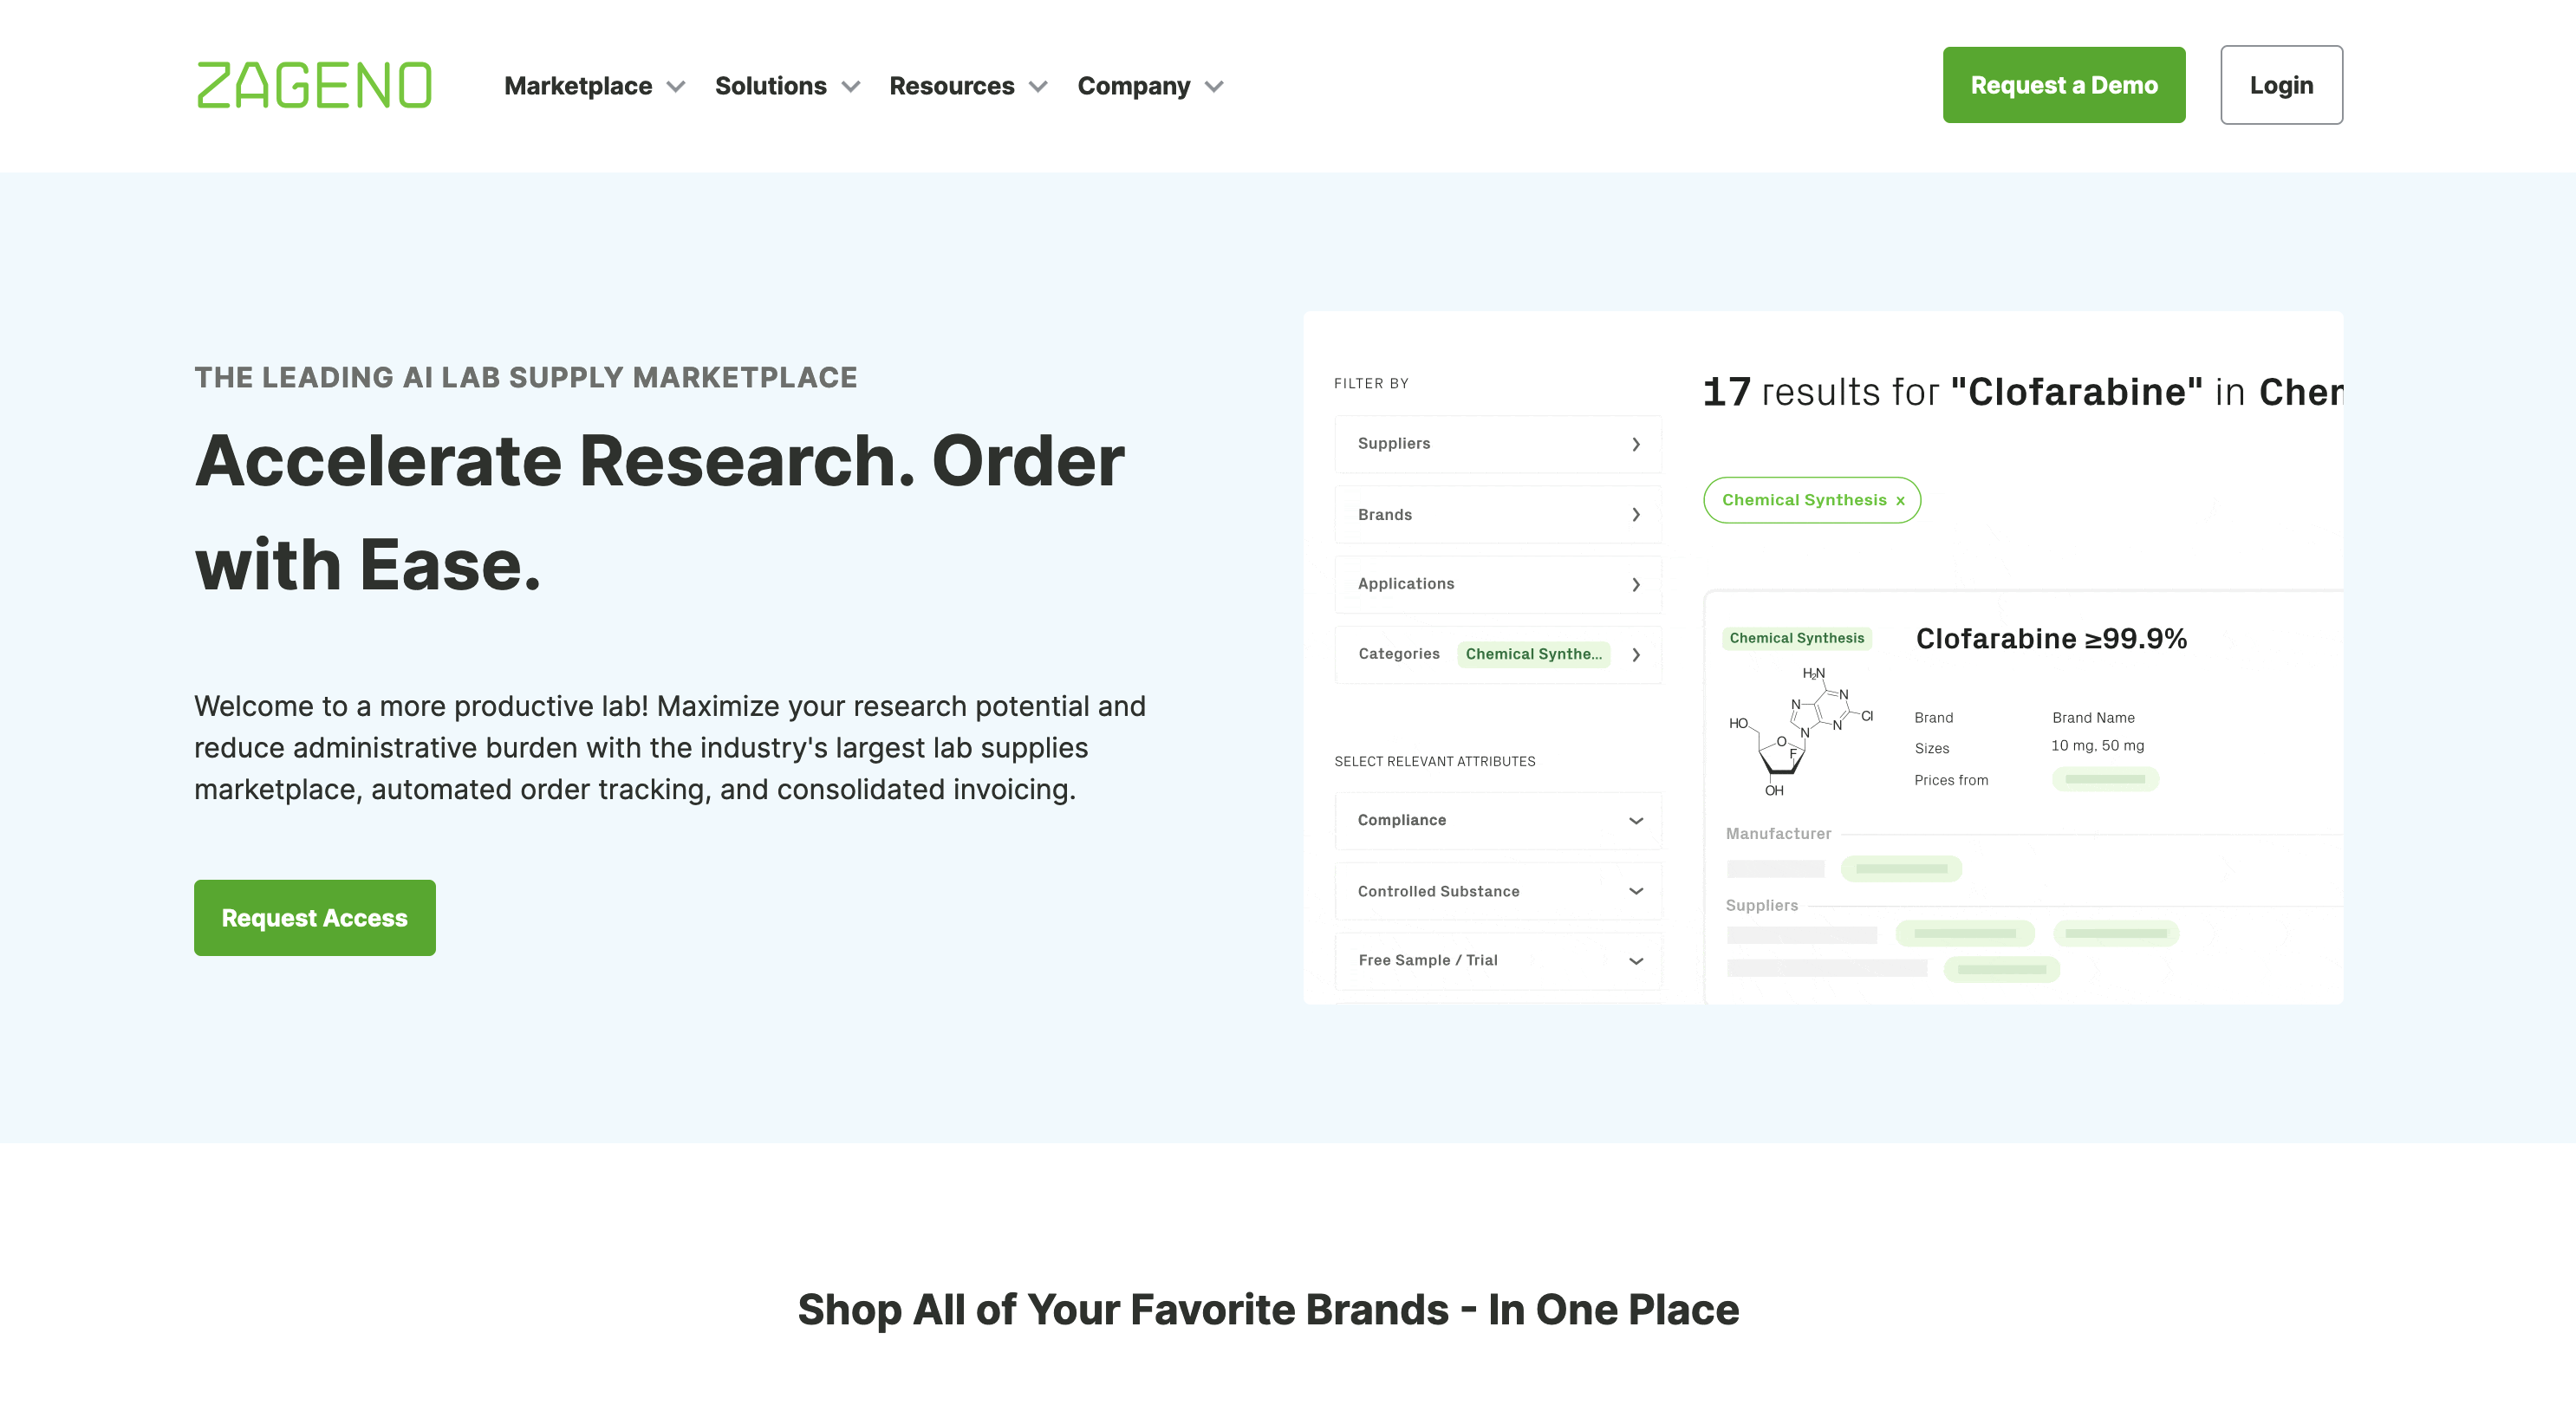 ZAGENO
Marketplace
Solutions
Resources
Company
Request a Demo
Login
THE LEADING AI LAB SUPPLY MARKETPLACE
Accelerate Research. Order
with Ease.
Welcome to a more productive lab! Maximize your research potential and
reduce administrative burden with the industry's largest lab supplies
marketplace, automated order tracking, and consolidated invoicing.
Request Access
FILTER BY
Suppliers
Brands
Applications
Categories Chemical Synthe...
SELECT RELEVANT ATTRIBUTES
Compliance
Controlled Substance
Free Sample / Trial
17 results for "Clofarabine" in Chem
Chemical Synthesis x
Chemical Synthesis
Clofarabine ≥99.9%
H₂N
N
N
Cl
HO
N
N
O
F
OH
Brand Brand Name
Sizes 10 mg, 50 mg
Prices from
Manufacturer
Suppliers
Shop All of Your Favorite Brands - In One Place